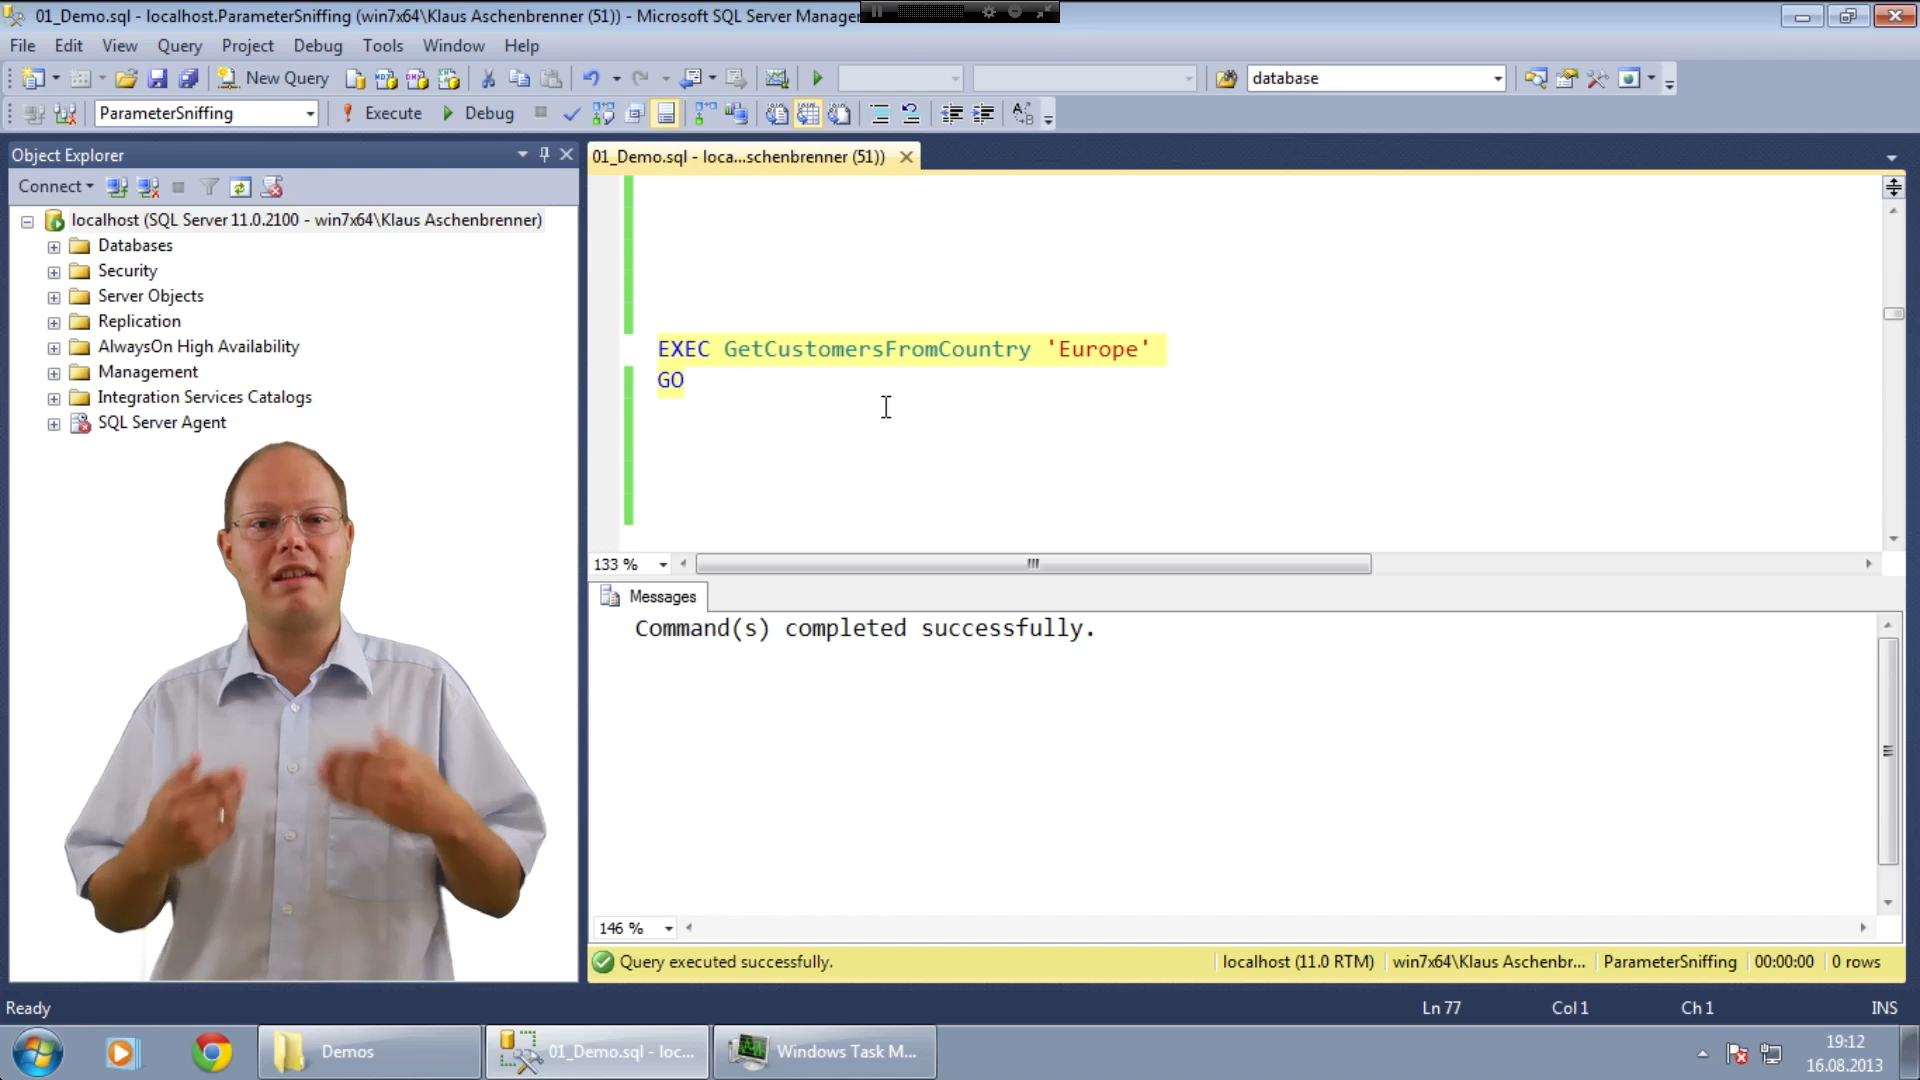 01_Demo.sql - localhost.ParameterSniffing (win7x64\Klaus Aschenbrenner (51)) - Microsoft SQL Server Manager
File Edit View Query Project Debug Tools Window Help
New Query database
ParameterSniffing Execute Debug
Object Explorer
Connect
localhost (SQL Server 11.0.2100 - win7x64\Klaus Aschenbrenner)
Databases
Security
Server Objects
Replication
AlwaysOn High Availability
Management
Integration Services Catalogs
SQL Server Agent
01_Demo.sql - loca...schenbrenner (51))
EXEC GetCustomersFromCountry 'Europe'
GO
133 %
Messages
Command(s) completed successfully.
146 %
Query executed successfully. localhost (11.0 RTM) win7x64\Klaus Aschenbr... ParameterSniffing 00:00:00 0 rows
Ready Ln 77 Col 1 Ch 1 INS
Demos 01_Demo.sql - loc... Windows Task M... 19:12
16.08.2013